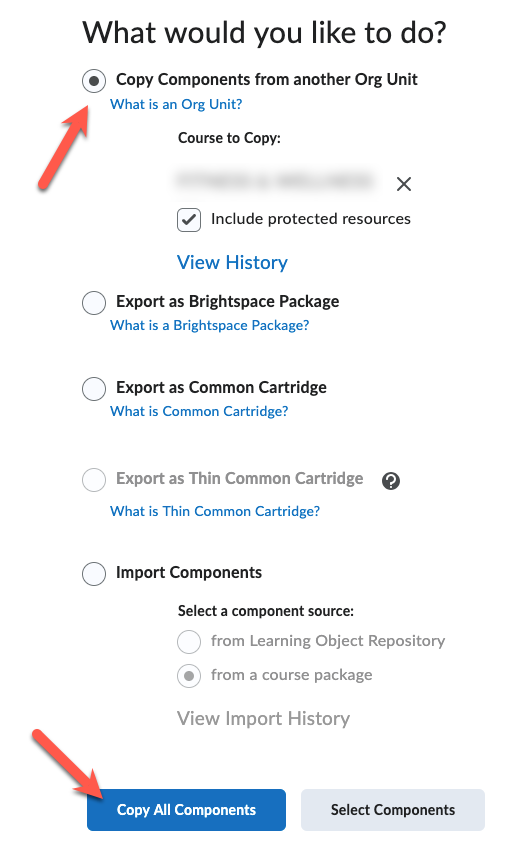 What would you like to do?
Copy Components from another Org Unit
What is an Org Unit?
Course to Copy:
Include protected resources
View History
Export as Brightspace Package
What is a Brightspace Package?
Export as Common Cartridge
What is Common Cartridge?
Export as Thin Common Cartridge ?
What is Thin Common Cartridge?
Import Components
Select a component source:
from Learning Object Repository
from a course package
View Import History
Copy All Components Select Components